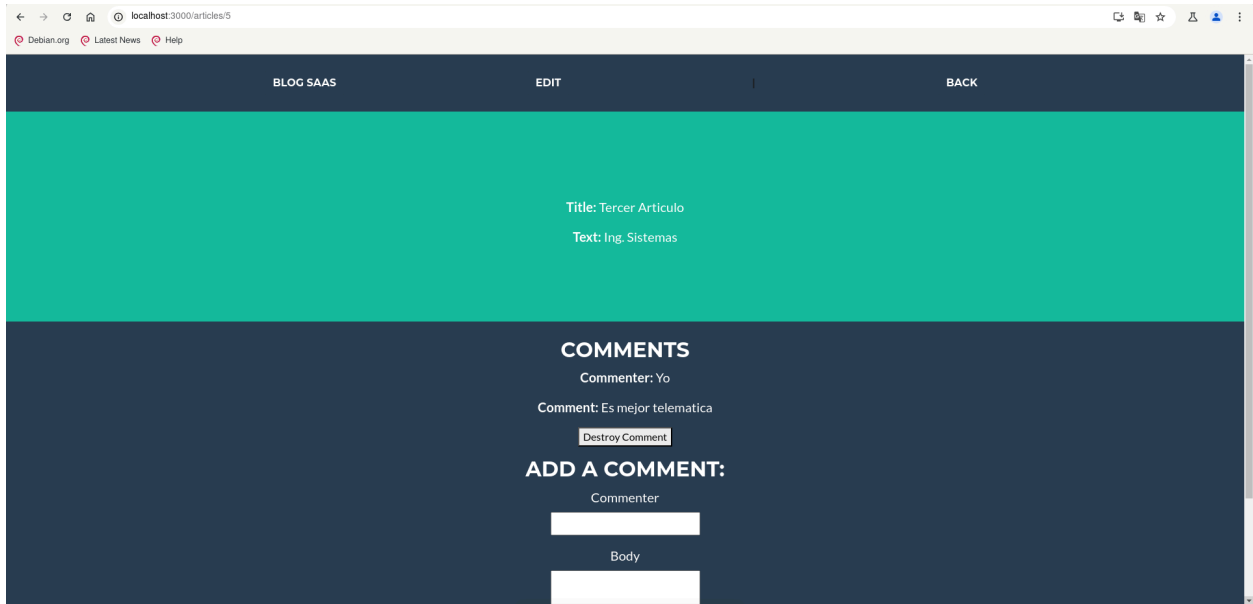 localhost:3000/articles/5
Debian.org Latest News Help
BLOG SAAS EDIT | BACK
Title: Tercer Articulo
Text: Ing. Sistemas
COMMENTS
Commenter: Yo
Comment: Es mejor telematica
Destroy Comment
ADD A COMMENT:
Commenter
Body